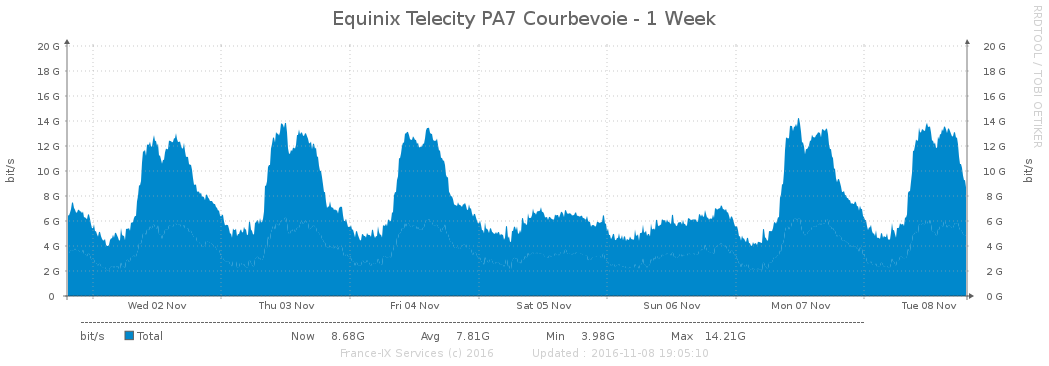 Equinix Telecity PA7 Courbevoie - 1 Week
RRDTOOL / TOBI OETIKER
bit/s
20 G 20 G
18 G 18 G
16 G 16 G
14 G 14 G
12 G 12 G
10 G 10 G
8 G 8 G
6 G 6 G
4 G 4 G
2 G 2 G
0 0 G
bit/s
Wed 02 Nov Thu 03 Nov Fri 04 Nov Sat 05 Nov Sun 06 Nov Mon 07 Nov Tue 08 Nov
bit/s Total Now 8.68G Avg 7.81G Min 3.98G Max 14.21G
France-IX Services (c) 2016 Updated : 2016-11-08 19:05:10